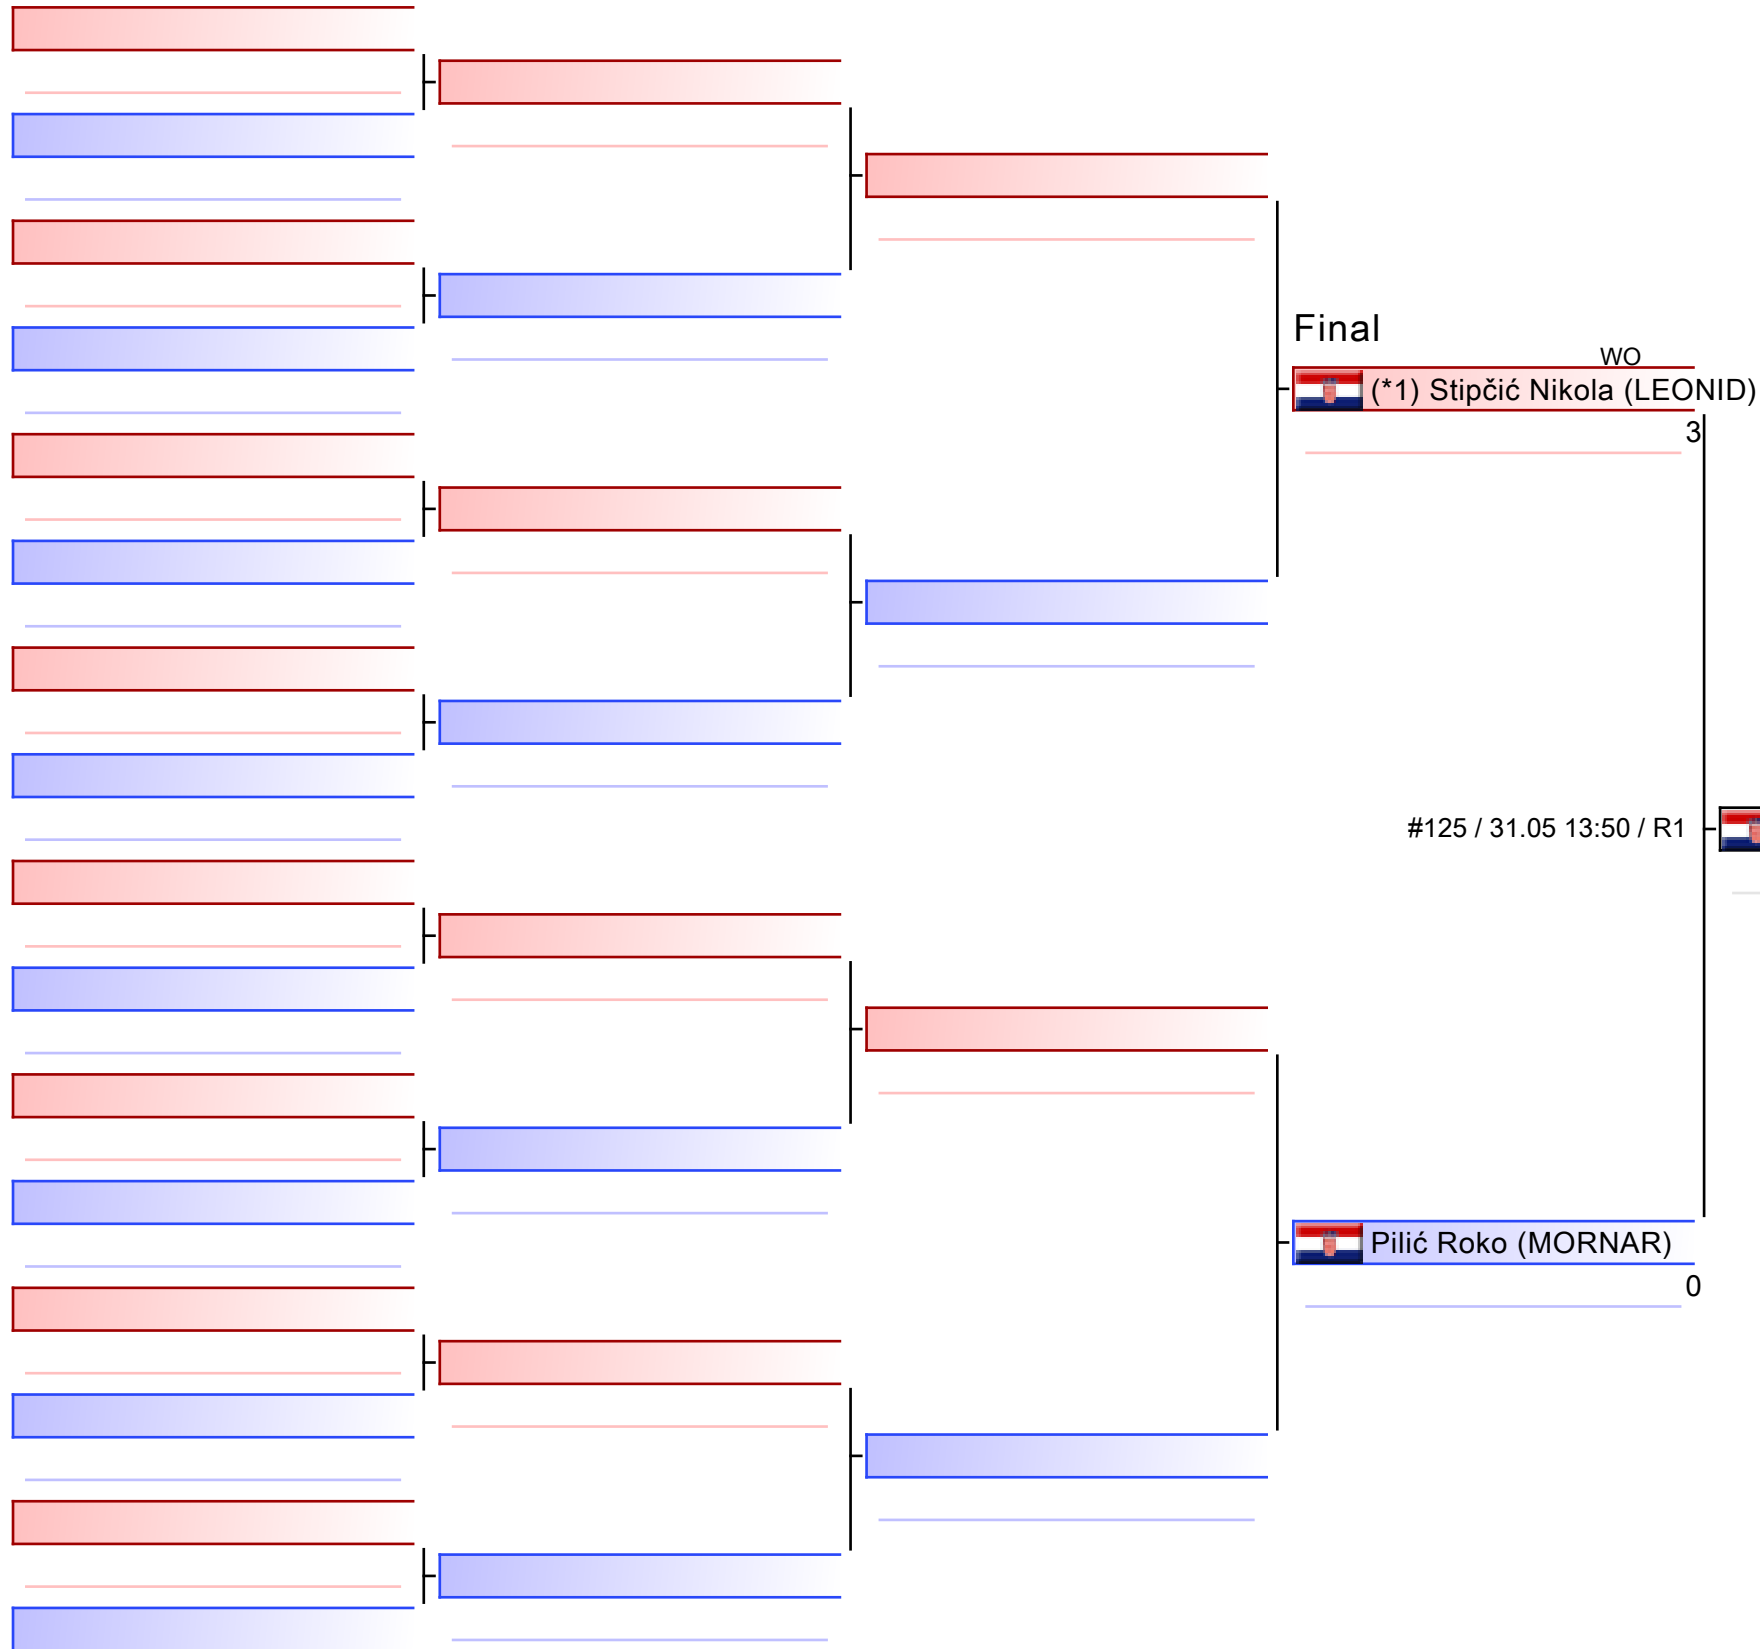 Final
WO
(*1) Stipčić Nikola (LEONID)
3
#125 / 31.05 13:50 / R1
Pilić Roko (MORNAR)
0